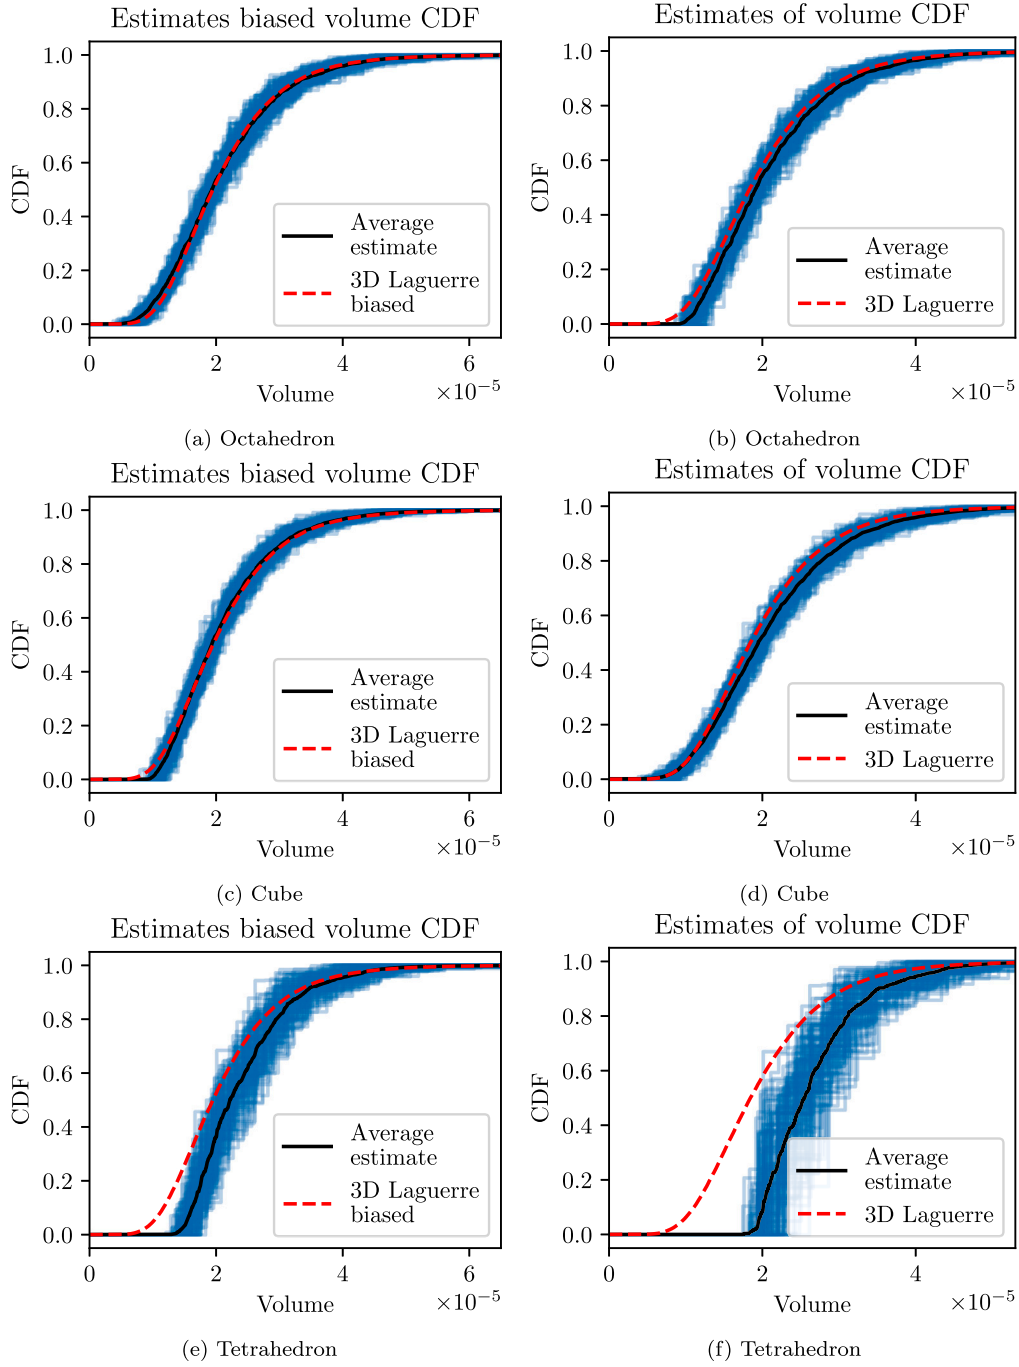 Estimates biased volume CDF
1.0
0.8
0.6
0.4
0.2
0.0
CDF
Average
estimate
3D Laguerre
biased
0
2
4
6
×10⁻⁵
Volume
(a) Octahedron
Estimates of volume CDF
1.0
0.8
0.6
0.4
0.2
0.0
CDF
Average
estimate
3D Laguerre
0
2
4
×10⁻⁵
Volume
(b) Octahedron
Estimates biased volume CDF
1.0
0.8
0.6
0.4
0.2
0.0
CDF
Average
estimate
3D Laguerre
biased
0
2
4
6
×10⁻⁵
Volume
(c) Cube
Estimates of volume CDF
1.0
0.8
0.6
0.4
0.2
0.0
CDF
Average
estimate
3D Laguerre
0
2
4
×10⁻⁵
Volume
(d) Cube
Estimates biased volume CDF
1.0
0.8
0.6
0.4
0.2
0.0
CDF
Average
estimate
3D Laguerre
biased
0
2
4
6
×10⁻⁵
Volume
(e) Tetrahedron
Estimates of volume CDF
1.0
0.8
0.6
0.4
0.2
0.0
CDF
Average
estimate
3D Laguerre
0
2
4
×10⁻⁵
Volume
(f) Tetrahedron